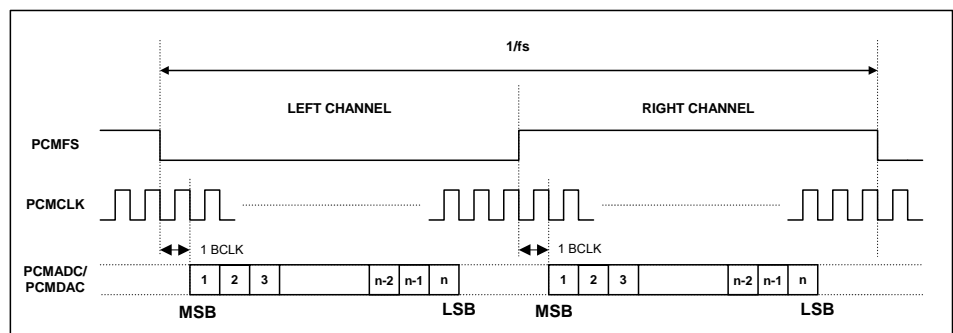 1/fs
LEFT CHANNEL RIGHT CHANNEL
PCMFS
PCMCLK
1 BCLK 1 BCLK
PCMADC/
PCMDAC
1 2 3 n-2 n-1 n 1 2 3 n-2 n-1 n
MSB LSB MSB LSB